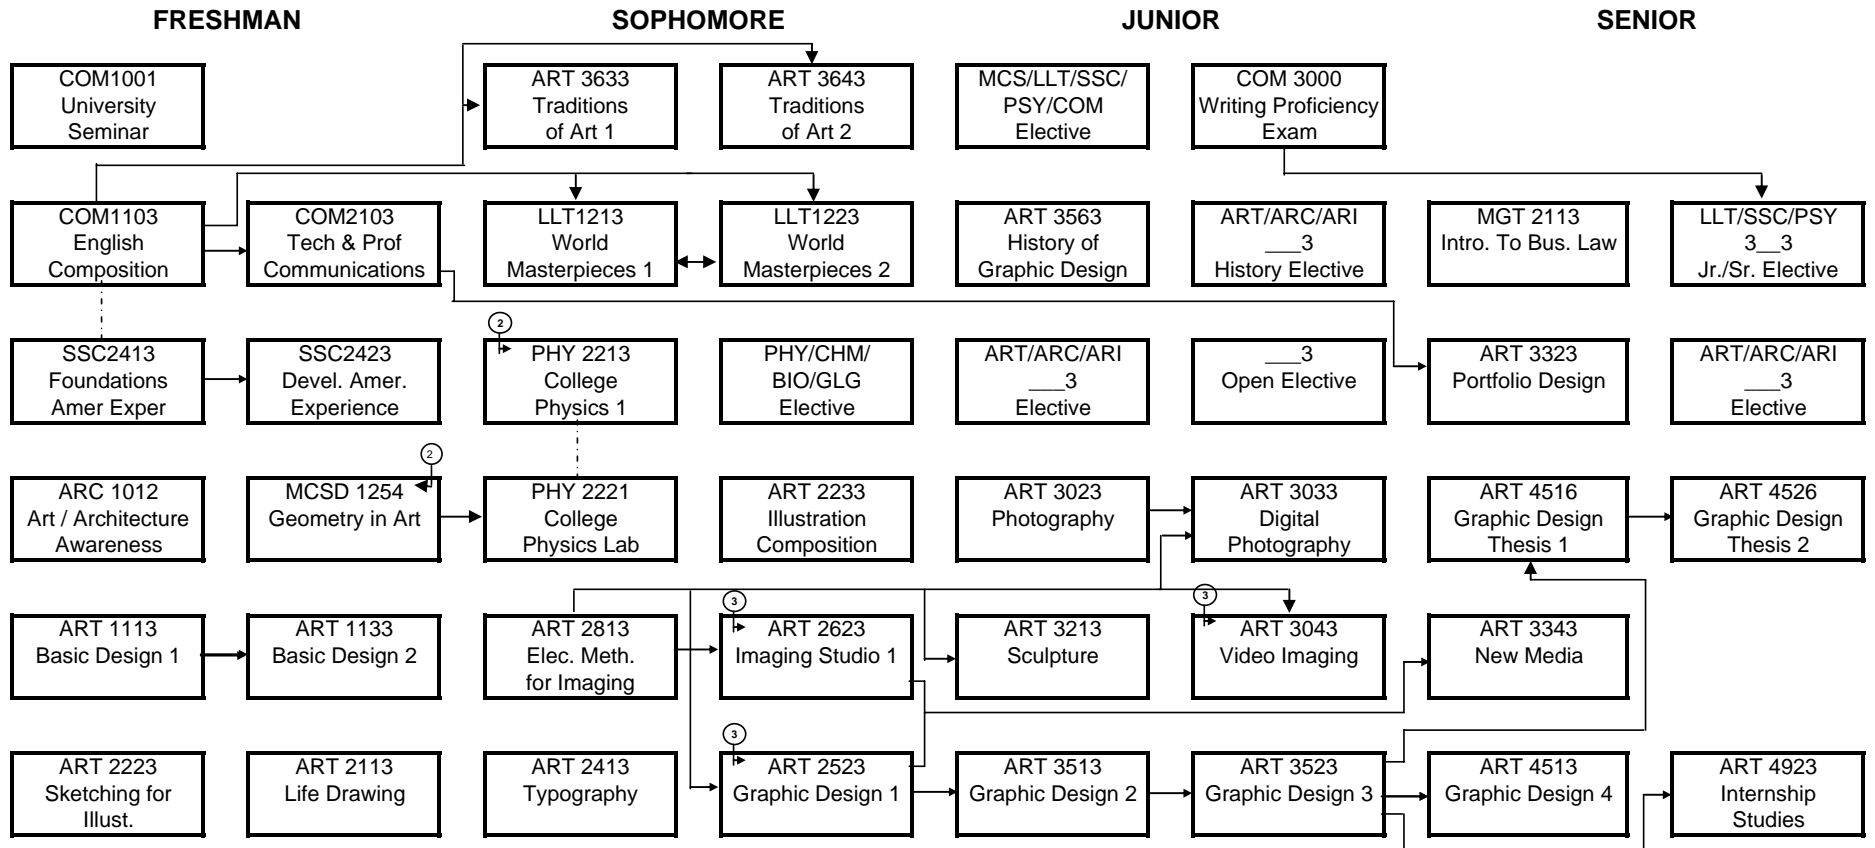 FRESHMAN
SOPHOMORE
JUNIOR
SENIOR
COM1001
University
Seminar
ART 3633
Traditions
of Art 1
ART 3643
Traditions
of Art 2
MCS/LLT/SSC/
PSY/COM
Elective
COM 3000
Writing Proficiency
Exam
COM1103
English
Composition
COM2103
Tech & Prof
Communications
LLT1213
World
Masterpieces 1
LLT1223
World
Masterpieces 2
ART 3563
History of
Graphic Design
ART/ARC/ARI
___3
History Elective
MGT 2113
Intro. To Bus. Law
LLT/SSC/PSY
3__3
Jr./Sr. Elective
SSC2413
Foundations
Amer Exper
SSC2423
Devel. Amer.
Experience
2
PHY 2213
College
Physics 1
PHY/CHM/
BIO/GLG
Elective
ART/ARC/ARI
___3
Elective
___3
Open Elective
ART 3323
Portfolio Design
ART/ARC/ARI
___3
Elective
ARC 1012
Art / Architecture
Awareness
2
MCSD 1254
Geometry in Art
PHY 2221
College
Physics Lab
ART 2233
Illustration
Composition
ART 3023
Photography
ART 3033
Digital
Photography
ART 4516
Graphic Design
Thesis 1
ART 4526
Graphic Design
Thesis 2
ART 1113
Basic Design 1
ART 1133
Basic Design 2
ART 2813
Elec. Meth.
for Imaging
3
ART 2623
Imaging Studio 1
ART 3213
Sculpture
3
ART 3043
Video Imaging
ART 3343
New Media
ART 2223
Sketching for
Illust.
ART 2113
Life Drawing
ART 2413
Typography
3
ART 2523
Graphic Design 1
ART 3513
Graphic Design 2
ART 3523
Graphic Design 3
ART 4513
Graphic Design 4
ART 4923
Internship
Studies